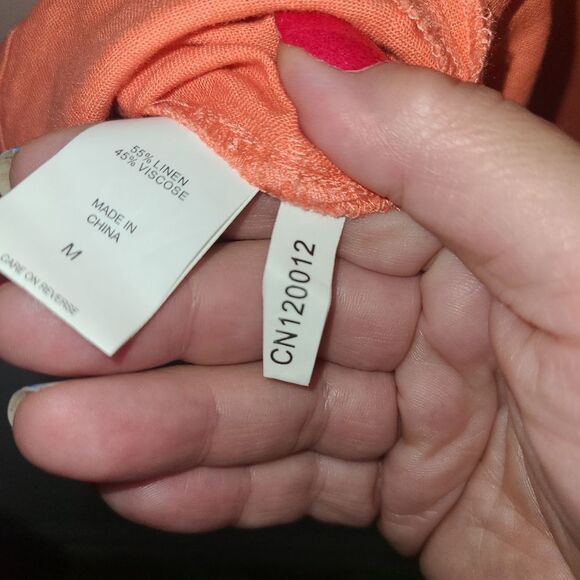 55% LINEN
45% VISCOSE
MADE IN
CHINA
M
CARE ON REVERSE
CN120012